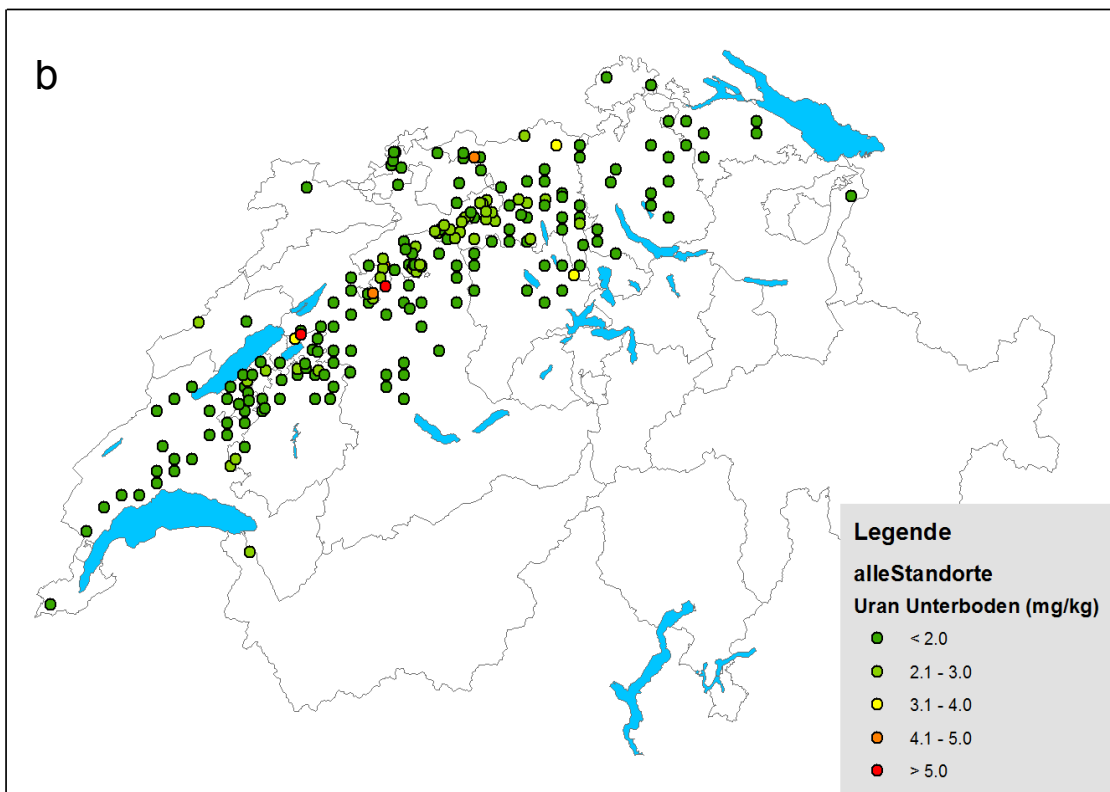 b
Legende
alleStandorte
Uran Unterboden (mg/kg)
< 2.0
2.1 - 3.0
3.1 - 4.0
4.1 - 5.0
> 5.0